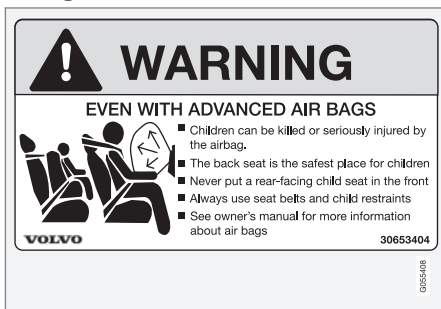 WARNING
EVEN WITH ADVANCED AIR BAGS
■ Children can be killed or seriously injured by
the airbag.
■ The back seat is the safest place for children
■ Never put a rear-facing child seat in the front
■ Always use seat belts and child restraints
■ See owner's manual for more information
about air bags
VOLVO
30653404
G055408